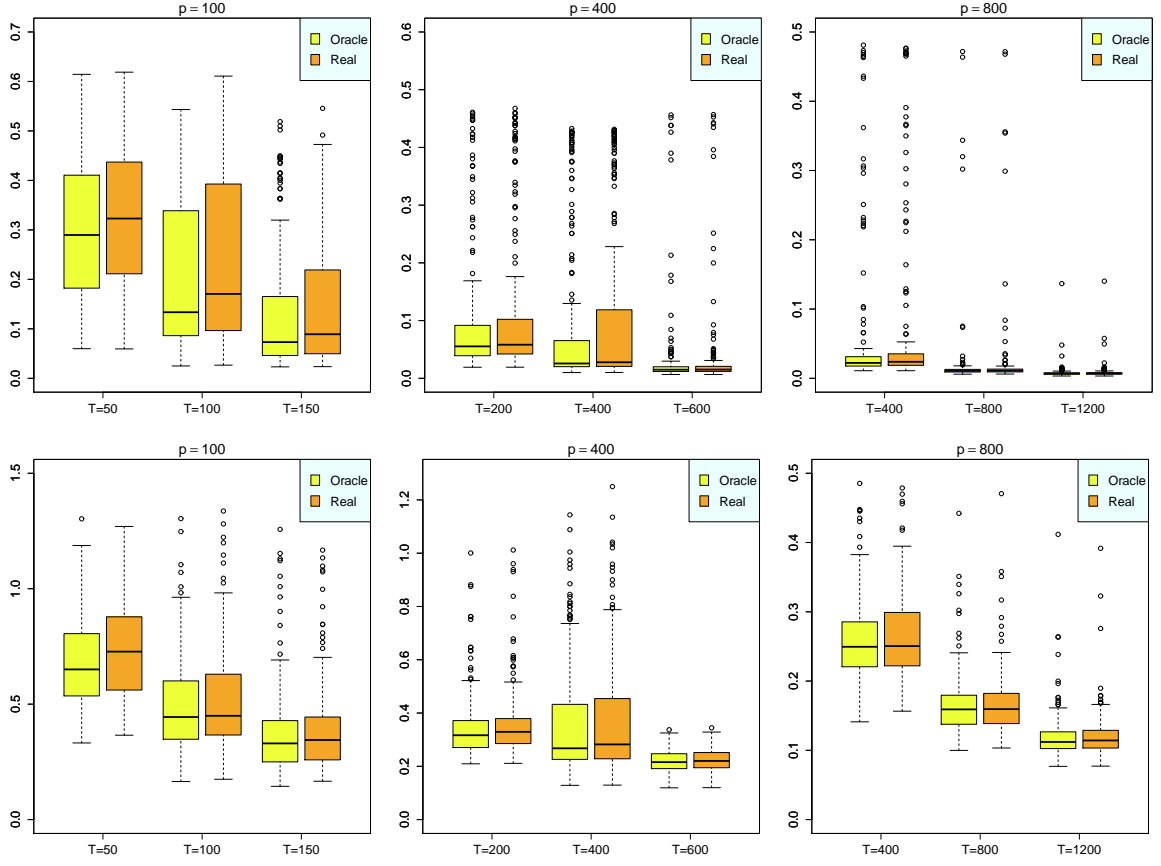 p = 100
0.0 0.1 0.2 0.3 0.4 0.5 0.6 0.7
Oracle
Real
T=50 T=100 T=150
p = 400
0.0 0.1 0.2 0.3 0.4 0.5 0.6
Oracle
Real
T=200 T=400 T=600
p = 800
0.0 0.1 0.2 0.3 0.4 0.5
Oracle
Real
T=400 T=800 T=1200
p = 100
0.0 0.5 1.0 1.5
Oracle
Real
T=50 T=100 T=150
p = 400
0.0 0.2 0.4 0.6 0.8 1.0 1.2
Oracle
Real
T=200 T=400 T=600
p = 800
0.0 0.1 0.2 0.3 0.4 0.5
Oracle
Real
T=400 T=800 T=1200